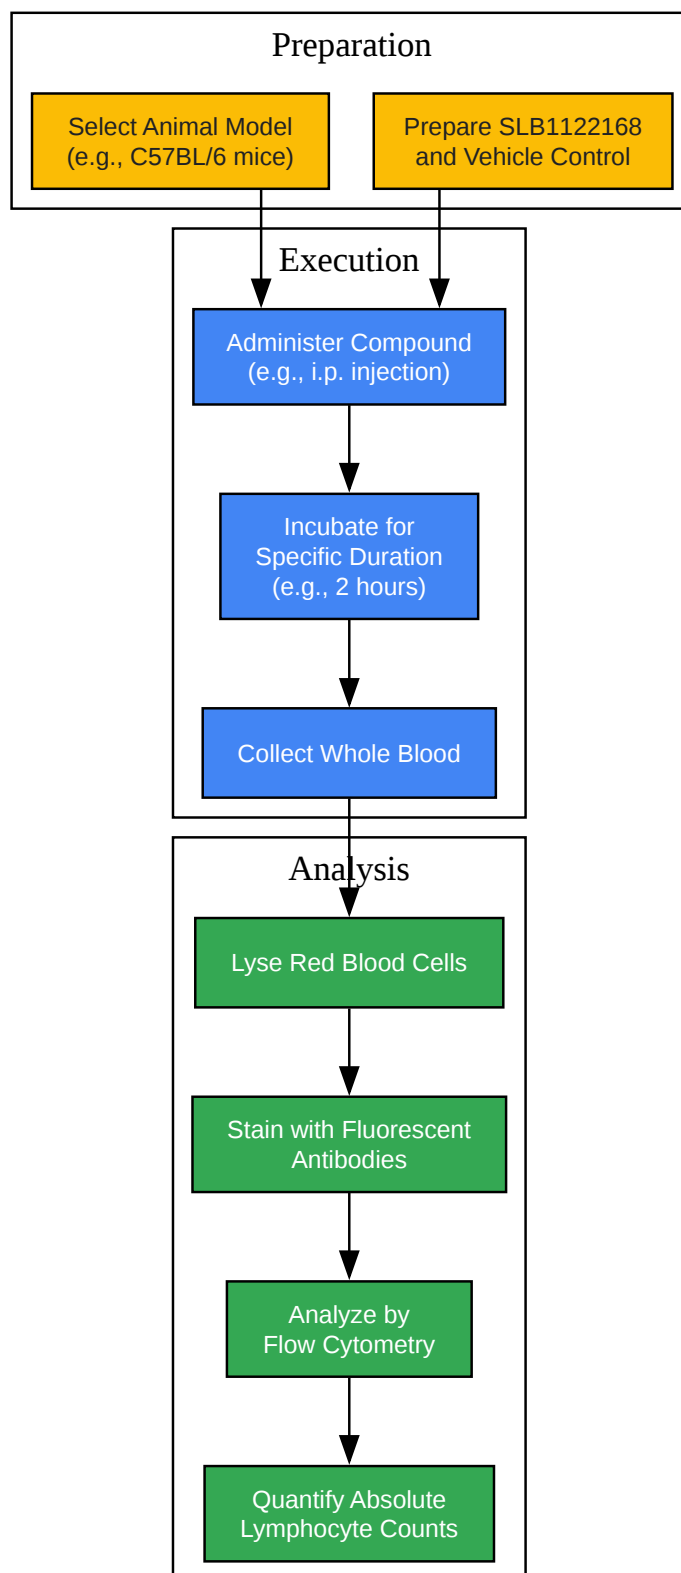 Preparation
Select Animal Model
(e.g., C57BL/6 mice)
Prepare SLB1122168
and Vehicle Control
Execution
Administer Compound
(e.g., i.p. injection)
Incubate for
Specific Duration
(e.g., 2 hours)
Collect Whole Blood
Analysis
Lyse Red Blood Cells
Stain with Fluorescent
Antibodies
Analyze by
Flow Cytometry
Quantify Absolute
Lymphocyte Counts